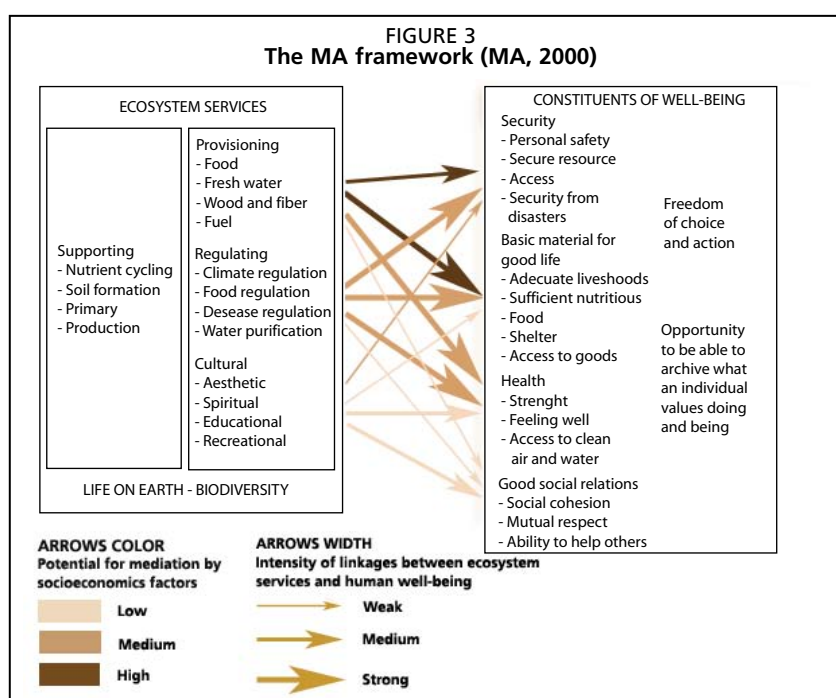 FIGURE 3
The MA framework (MA, 2000)
ECOSYSTEM SERVICES
Supporting
- Nutrient cycling
- Soil formation
- Primary
- Production
Provisioning
- Food
- Fresh water
- Wood and fiber
- Fuel
Regulating
- Climate regulation
- Food regulation
- Desease regulation
- Water purification
Cultural
- Aesthetic
- Spiritual
- Educational
- Recreational
LIFE ON EARTH - BIODIVERSITY
CONSTITUENTS OF WELL-BEING
Security
- Personal safety
- Secure resource
- Access
- Security from
disasters
Basic material for
good life
- Adequate liveshoods
- Sufficient nutritious
- Food
- Shelter
- Access to goods
Health
- Strenght
- Feeling well
- Access to clean
air and water
Good social relations
- Social cohesion
- Mutual respect
- Ability to help others
Freedom
of choice
and action
Opportunity
to be able to
archive what
an individual
values doing
and being
ARROWS COLOR
Potential for mediation by
socioeconomics factors
Low
Medium
High
ARROWS WIDTH
Intensity of linkages between ecosystem
services and human well-being
Weak
Medium
Strong